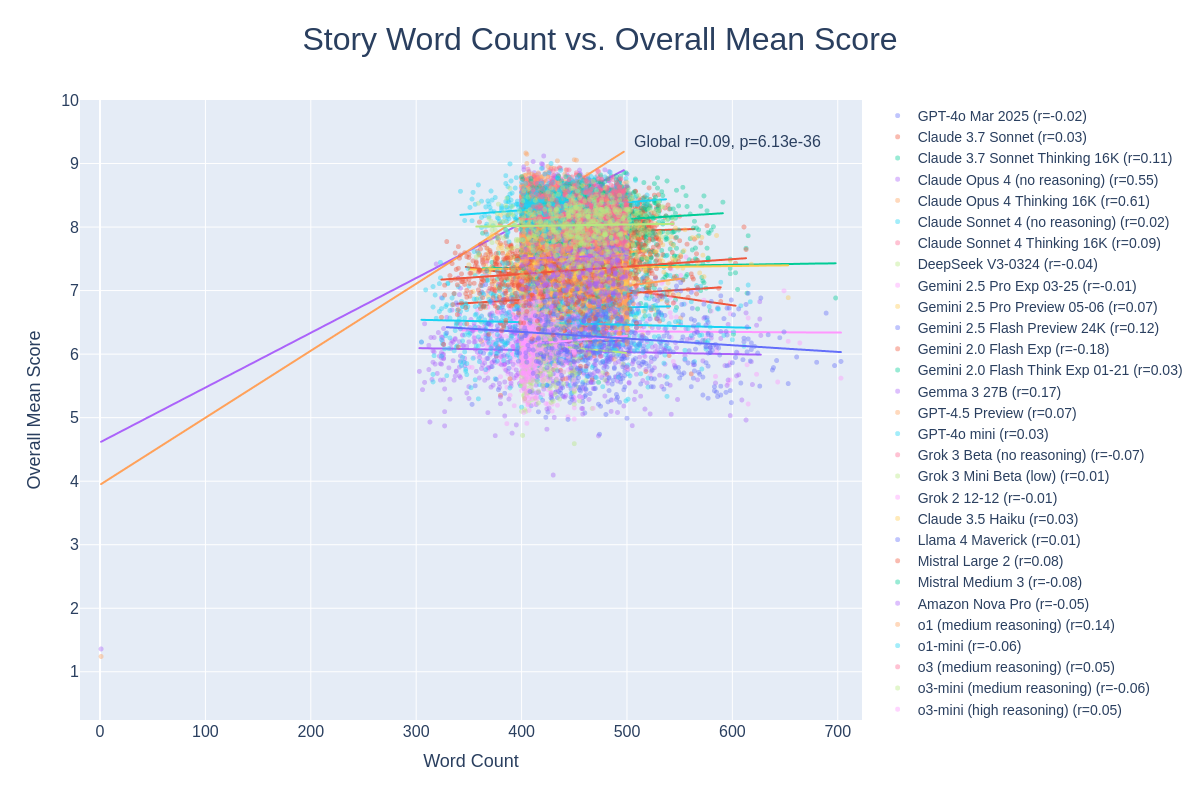 Story Word Count vs. Overall Mean Score
Overall Mean Score
10
9
8
7
6
5
4
3
2
1
Global r=0.09, p=6.13e-36
0
100
200
300
400
500
600
700
Word Count
GPT-4o Mar 2025 (r=-0.02)
Claude 3.7 Sonnet (r=0.03)
Claude 3.7 Sonnet Thinking 16K (r=0.11)
Claude Opus 4 (no reasoning) (r=0.55)
Claude Opus 4 Thinking 16K (r=0.61)
Claude Sonnet 4 (no reasoning) (r=0.02)
Claude Sonnet 4 Thinking 16K (r=0.09)
DeepSeek V3-0324 (r=-0.04)
Gemini 2.5 Pro Exp 03-25 (r=-0.01)
Gemini 2.5 Pro Preview 05-06 (r=0.07)
Gemini 2.5 Flash Preview 24K (r=0.12)
Gemini 2.0 Flash Exp (r=-0.18)
Gemini 2.0 Flash Think Exp 01-21 (r=0.03)
Gemma 3 27B (r=0.17)
GPT-4.5 Preview (r=0.07)
GPT-4o mini (r=0.03)
Grok 3 Beta (no reasoning) (r=-0.07)
Grok 3 Mini Beta (low) (r=0.01)
Grok 2 12-12 (r=-0.01)
Claude 3.5 Haiku (r=0.03)
Llama 4 Maverick (r=0.01)
Mistral Large 2 (r=0.08)
Mistral Medium 3 (r=-0.08)
Amazon Nova Pro (r=-0.05)
o1 (medium reasoning) (r=0.14)
o1-mini (r=-0.06)
o3 (medium reasoning) (r=0.05)
o3-mini (medium reasoning) (r=-0.06)
o3-mini (high reasoning) (r=0.05)